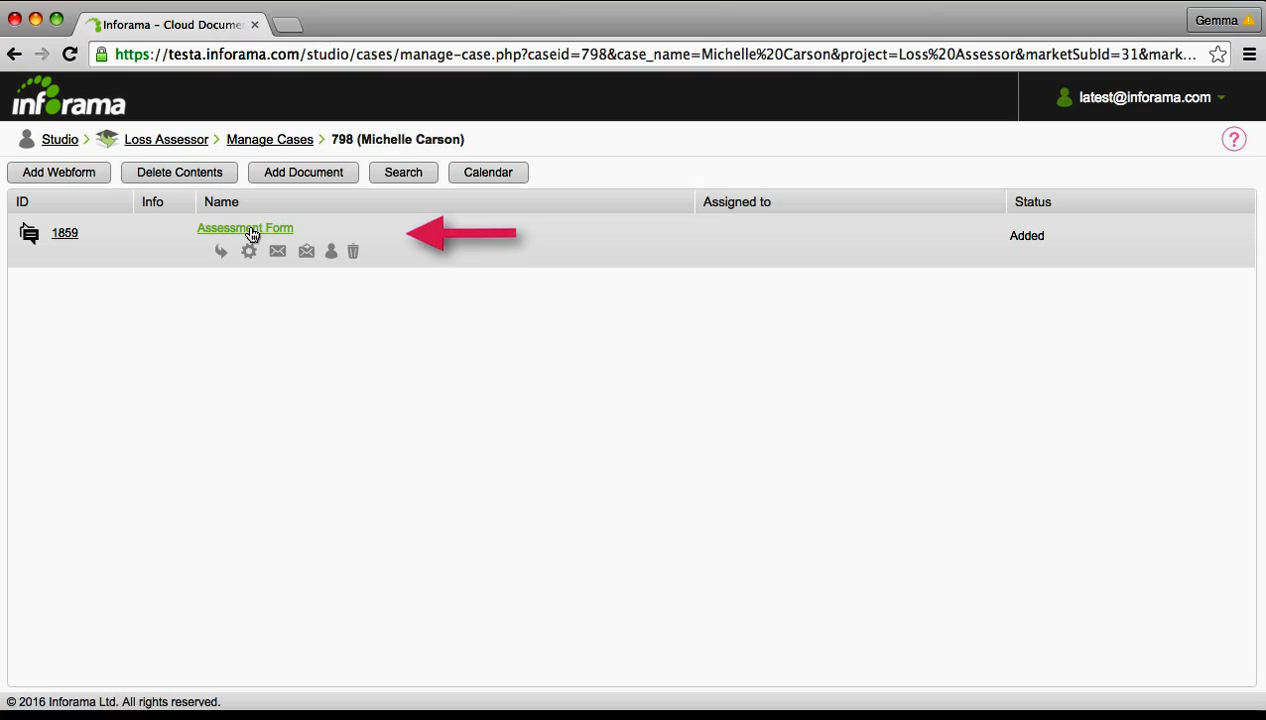 Inforama - Cloud Docume
Gemma
https://testa.inforama.com/studio/cases/manage-case.php?caseid=798&case_name=Michelle%20Carson&project=Loss%20Assessor&marketSubId=31&mark...
inforama
latest@inforama.com
Studio > Loss Assessor > Manage Cases > 798 (Michelle Carson)
?
Add Webform Delete Contents Add Document Search Calendar
ID Info Name Assigned to Status
1859 Assessment Form Added
© 2016 Inforama Ltd. All rights reserved.